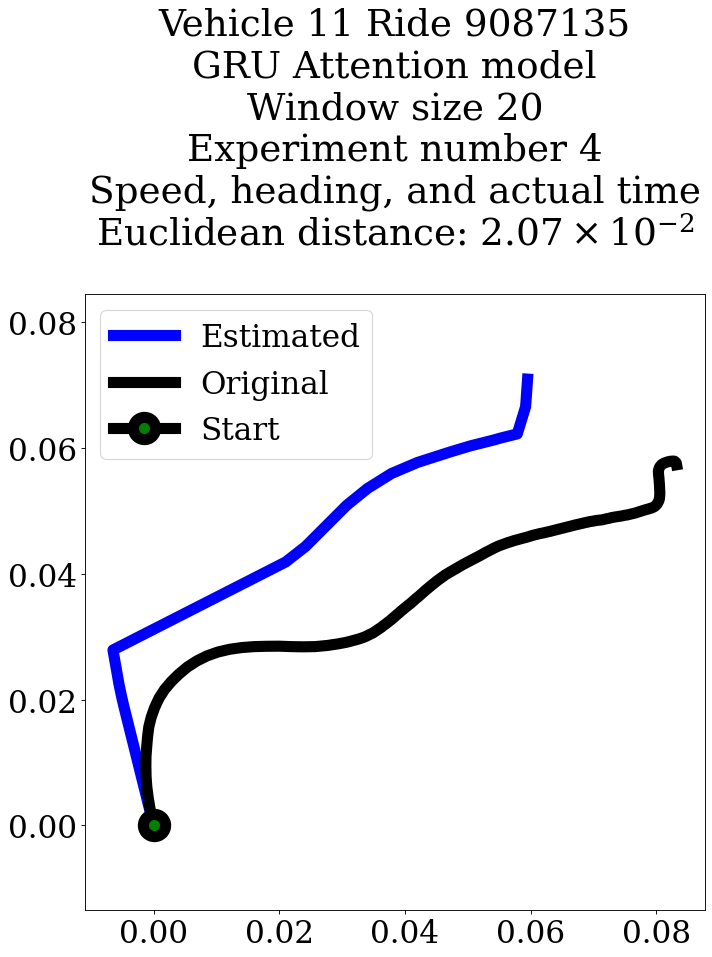 Vehicle 11 Ride 9087135
GRU Attention model
Window size 20
Experiment number 4
Speed, heading, and actual time
Euclidean distance: 2.07 × 10⁻²
0.08
0.06
0.04
0.02
0.00
Estimated
Original
Start
0.00 0.02 0.04 0.06 0.08